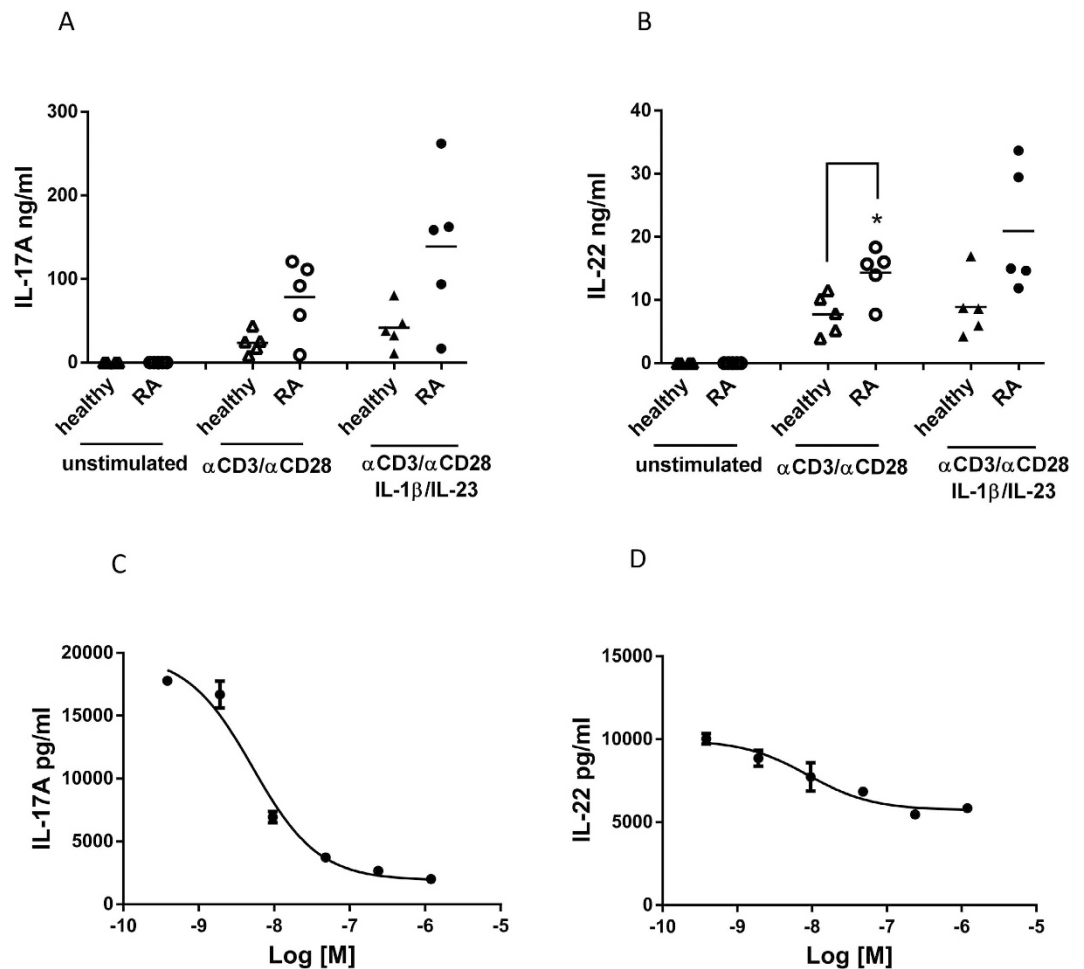 A
B
IL-17A ng/ml
300
200
100
0
healthy
RA
healthy
RA
healthy
RA
unstimulated
αCD3/αCD28
αCD3/αCD28
IL-1β/IL-23
IL-22 ng/ml
40
30
20
10
0
*
healthy
RA
healthy
RA
healthy
RA
unstimulated
αCD3/αCD28
αCD3/αCD28
IL-1β/IL-23
C
D
IL-17A pg/ml
20000
15000
10000
5000
0
-10
-9
-8
-7
-6
-5
Log [M]
IL-22 pg/ml
15000
10000
5000
0
-10
-9
-8
-7
-6
-5
Log [M]